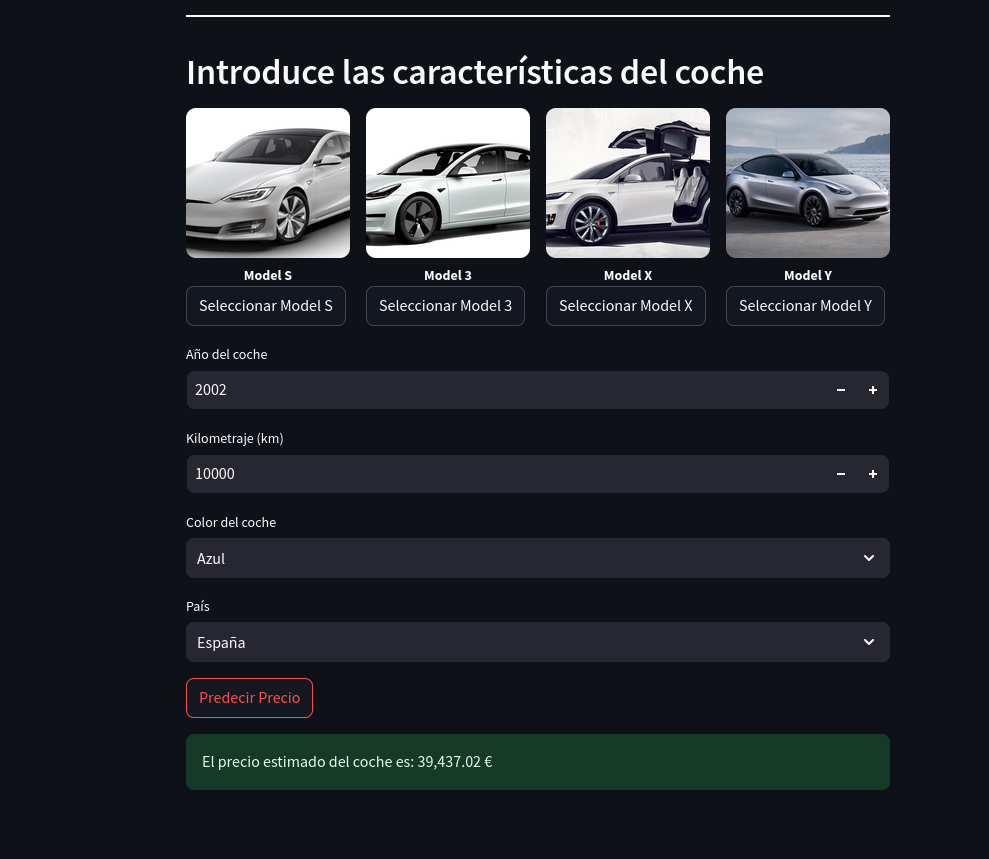 Introduce las características del coche
Model S
Model 3
Model X
Model Y
Seleccionar Model S
Seleccionar Model 3
Seleccionar Model X
Seleccionar Model Y
Año del coche
2002
Kilometraje (km)
10000
Color del coche
Azul
País
España
Predecir Precio
El precio estimado del coche es: 39,437.02 €